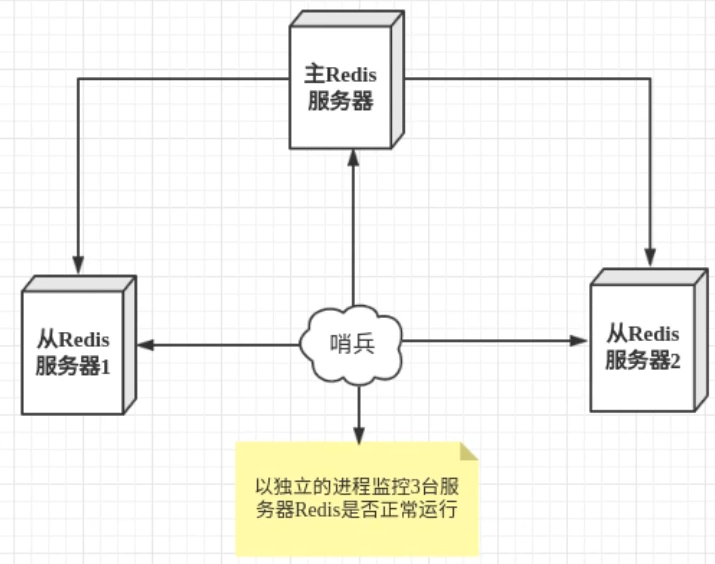 主Redis
服务器
从Redis
服务器1
哨兵
从Redis
服务器2
以独立的进程监控3台服
务器Redis是否正常运行